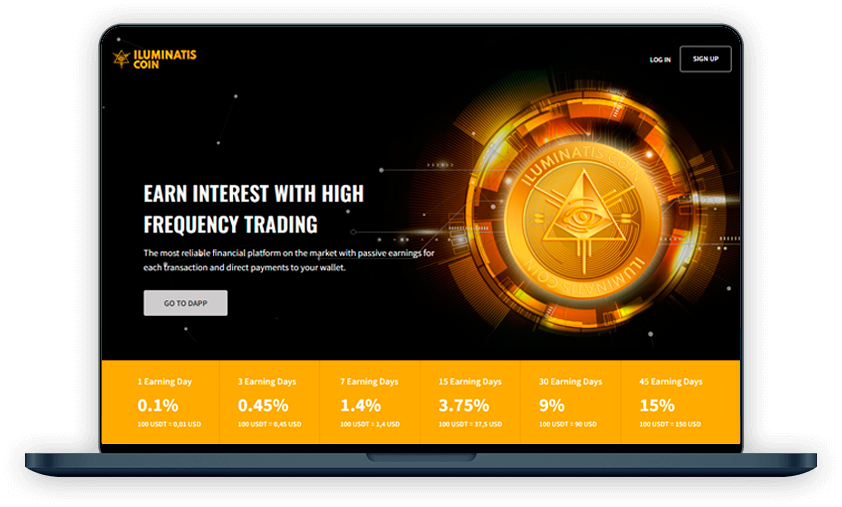 ILUMINATIS
COIN
LOG IN
SIGN UP
EARN INTEREST WITH HIGH
FREQUENCY TRADING
The most reliable financial platform on the market with passive earnings for
each transaction and direct payments to your wallet.
GO TO DAPP
ILUMINATIS COIN
ILUMINATIS COIN
1 Earning Day
3 Earning Days
7 Earning Days
15 Earning Days
30 Earning Days
45 Earning Days
0.1%
0.45%
1.4%
3.75%
9%
15%
100 USDT = 0,01 USD
100 USDT = 0,45 USD
100 USDT = 1,4 USD
100 USDT = 37,5 USD
100 USDT = 90 USD
100 USDT = 150 USD